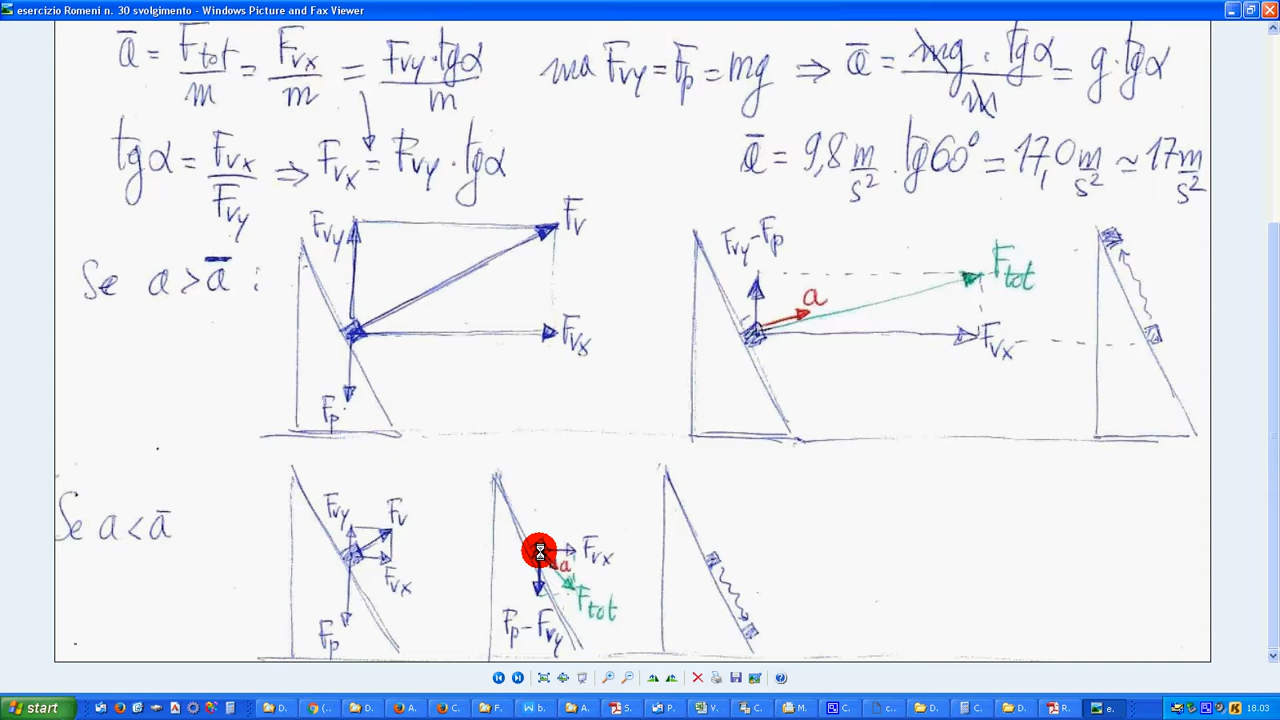 esercizio Romeni n. 30 svolgimento - Windows Picture and Fax Viewer
ā = Ftot/m = Fvx/m = Fvy·tgα/m   ma Fvy = Fp = mg ⇒ ā = mg·tgα/m = g·tgα
tgα = Fvx/Fvy ⇒ Fvx = Fvy·tgα   ā = 9,8 m/s² · tg60° = 17,0 m/s² ≃ 17 m/s²
Se a > ā :
Fvy
Fv
Fvx
Fp
Fvy-Fp
a
Ftot
Fvx
Se a < ā
Fvy
Fv
Fvx
Fp
Fvx
a
Ftot
Fp-Fvy
start
D.
(
D.
A.
C.
F.
b.
A.
S.
P.
V.
C.
M.
C.
c.
D.
C.
D.
e.
18.03